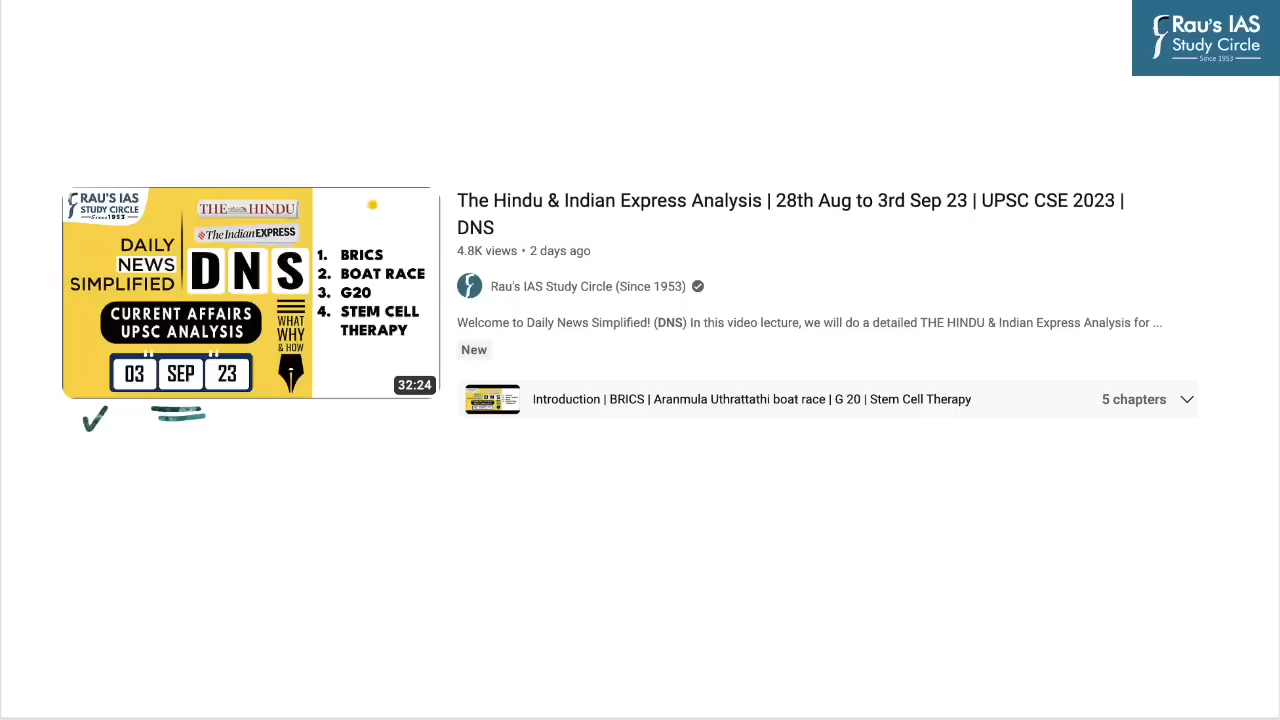 Rau's IAS
Study Circle
Since 1953
RAU'S IAS
STUDY CIRCLE
Since 1953
THE HINDU
The Indian EXPRESS
DAILY
NEWS
SIMPLIFIED
DNS
CURRENT AFFAIRS
UPSC ANALYSIS
WHAT
WHY
& HOW
03 SEP 23
1. BRICS
2. BOAT RACE
3. G20
4. STEM CELL
THERAPY
32:24
The Hindu & Indian Express Analysis | 28th Aug to 3rd Sep 23 | UPSC CSE 2023 |
DNS
4.8K views • 2 days ago
Rau's IAS Study Circle (Since 1953)
Welcome to Daily News Simplified! (DNS) In this video lecture, we will do a detailed THE HINDU & Indian Express Analysis for ...
New
Introduction | BRICS | Aranmula Uthrattathi boat race | G 20 | Stem Cell Therapy
5 chapters